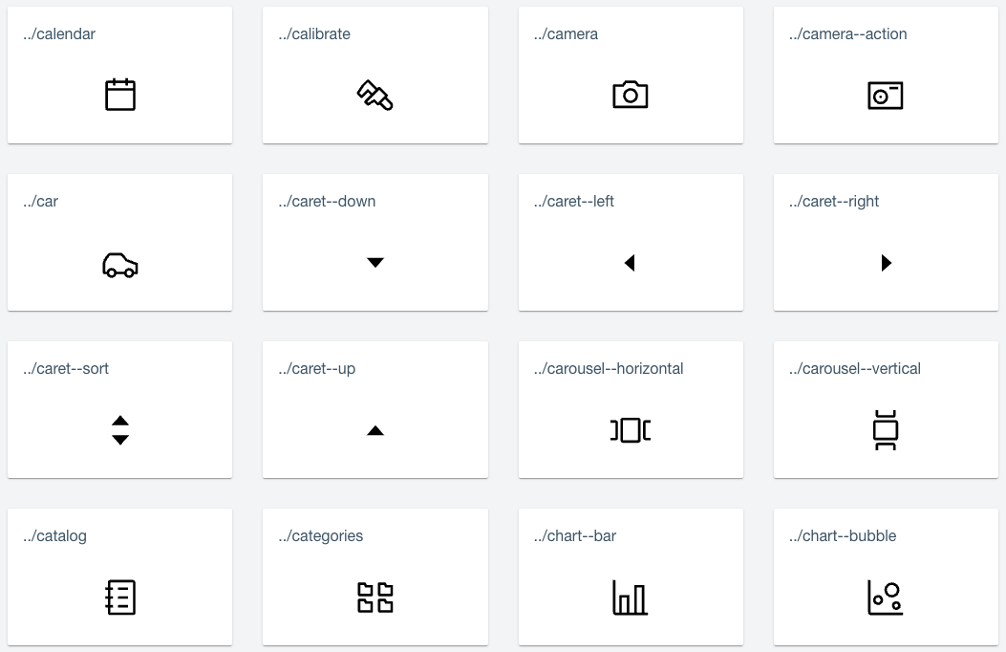 ../calendar
../calibrate
../camera
../camera--action
../car
../caret--down
../caret--left
../caret--right
../caret--sort
../caret--up
../carousel--horizontal
../carousel--vertical
../catalog
../categories
../chart--bar
../chart--bubble